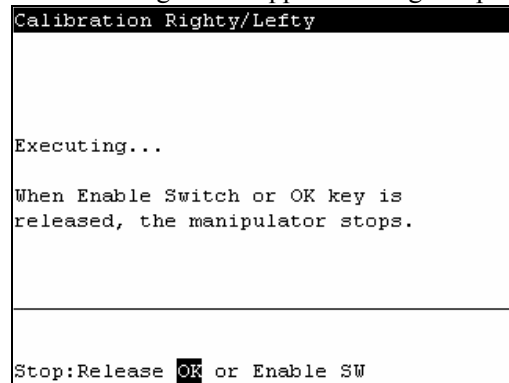 Calibration Righty/Lefty
Executing...
When Enable Switch or OK key is
released, the manipulator stops.
Stop:Release OK or Enable SW